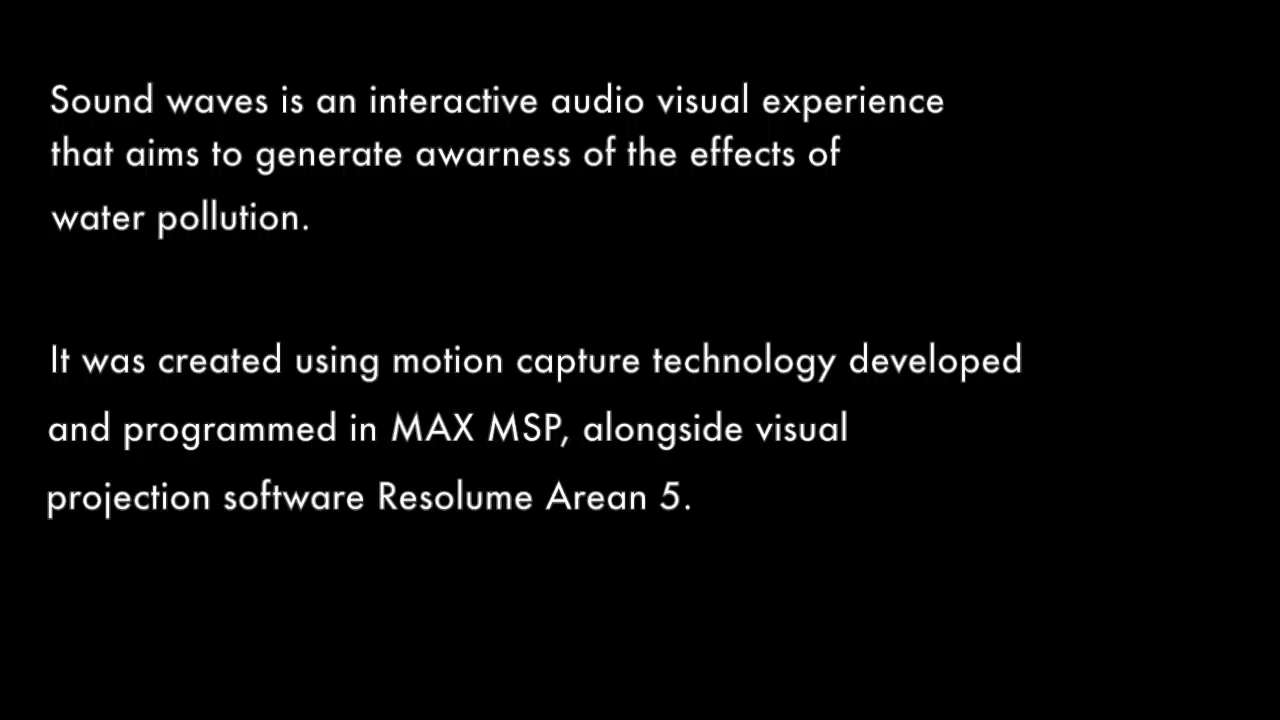 Sound waves is an interactive audio visual experience
that aims to generate awarness of the effects of
water pollution.
It was created using motion capture technology developed
and programmed in MAX MSP, alongside visual
projection software Resolume Arean 5.